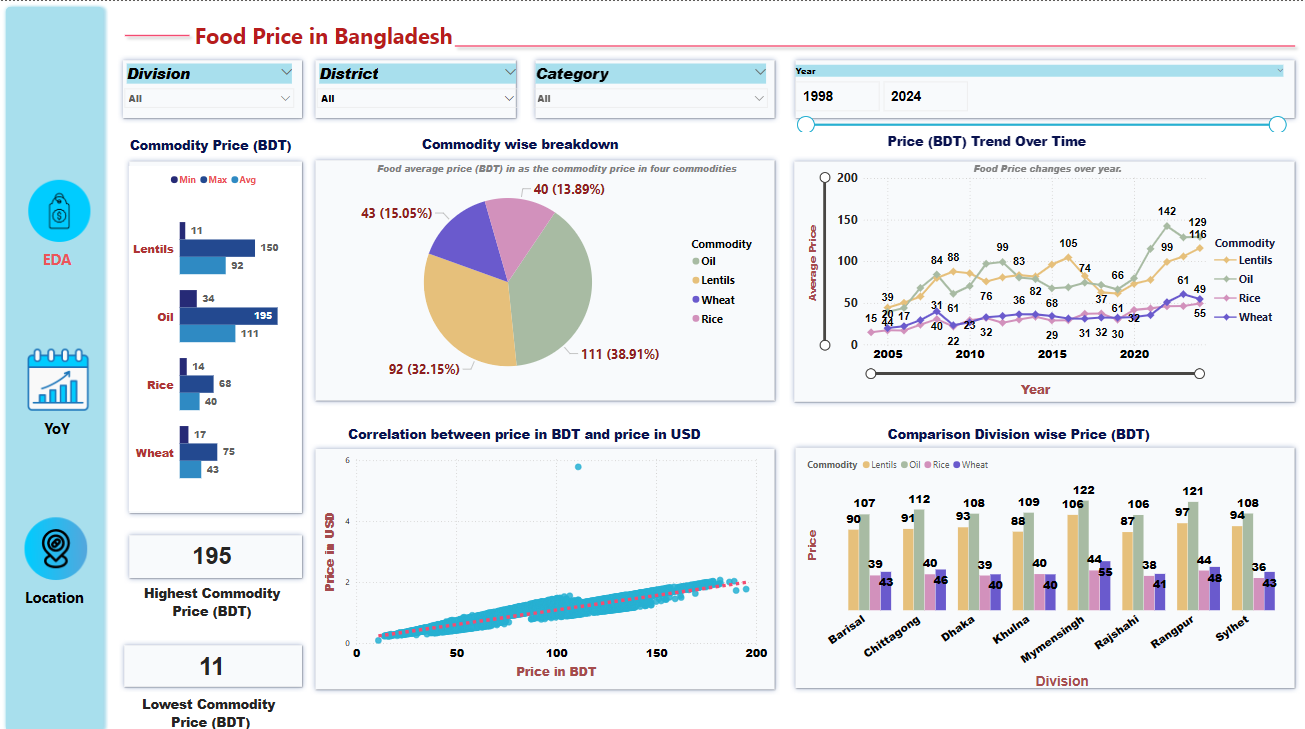 Food Price in Bangladesh
Division
All
District
All
Category
All
Year
1998 2024
EDA
YoY
Location
Commodity Price (BDT)
Min Max Avg
Lentils
11
150
92
Oil
34
195
111
Rice
14
68
40
Wheat
17
75
43
195
Highest Commodity
Price (BDT)
11
Lowest Commodity
Price (BDT)
Commodity wise breakdown
Food average price (BDT) in as the commodity price in four commodities
40 (13.89%)
43 (15.05%)
92 (32.15%)
111 (38.91%)
Commodity
Oil
Lentils
Wheat
Rice
Price (BDT) Trend Over Time
Food Price changes over year.
Average Price
200
150
100
50
0
142
129
116
105
99
99
84 88
83
74
66
82
76
68
61
61
61
49
55
39
20
44
15
17
31
40
22
23
32
36
29
37
31 32 30
32
2005 2010 2015 2020
Year
Commodity
Lentils
Oil
Rice
Wheat
Correlation between price in BDT and price in USD
Price in USD
6
4
2
0
0 50 100 150 200
Price in BDT
Comparison Division wise Price (BDT)
Commodity Lentils Oil Rice Wheat
Price
90 107 39 43
91 112 40 46
93 108 39 40
88 109 40 40
106 122 44 55
87 106 38 41
97 121 44 48
94 108 36 43
Barisal Chittagong Dhaka Khulna Mymensingh Rajshahi Rangpur Sylhet
Division